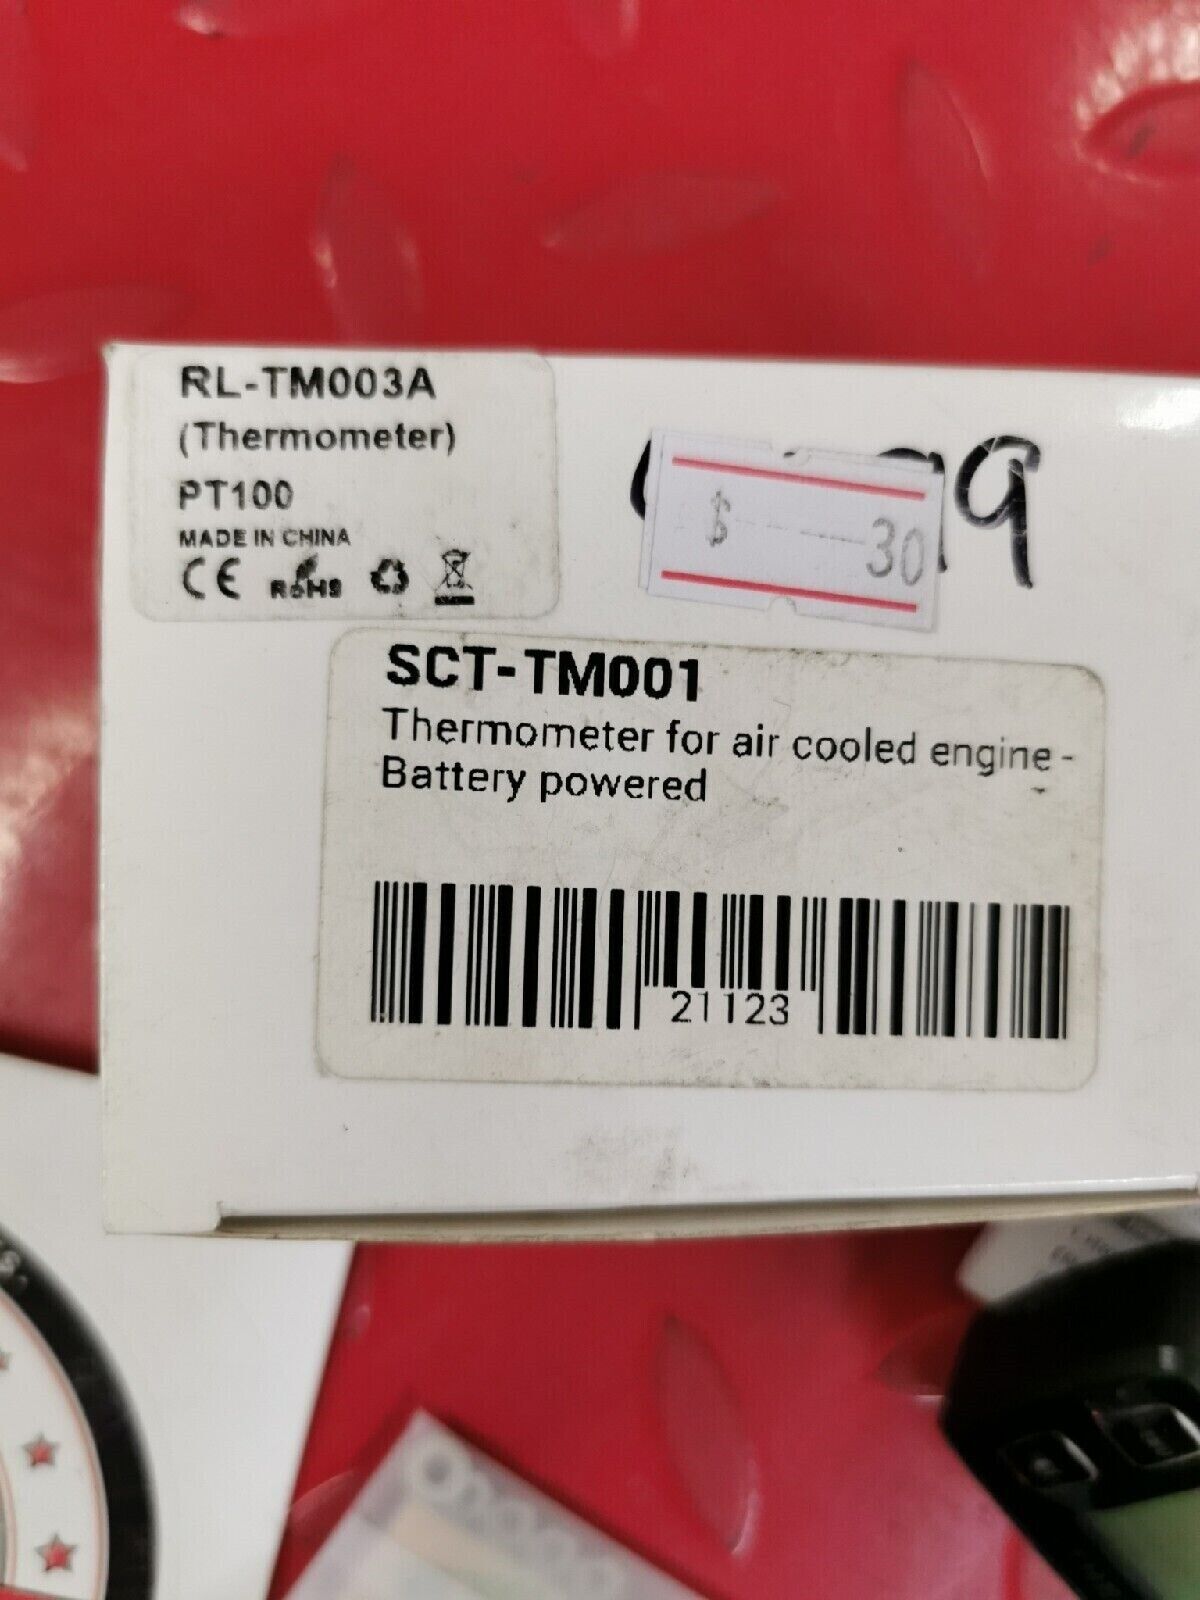 RL-TM003A
(Thermometer)
PT100
MADE IN CHINA
CE RoHS
$ 30
9
SCT-TM001
Thermometer for air cooled engine -
Battery powered
21123